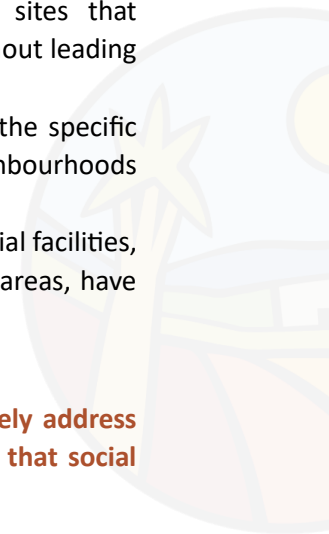 sites that
out leading
the specific
nbourhoods
ial facilities,
areas, have
ely address
that social